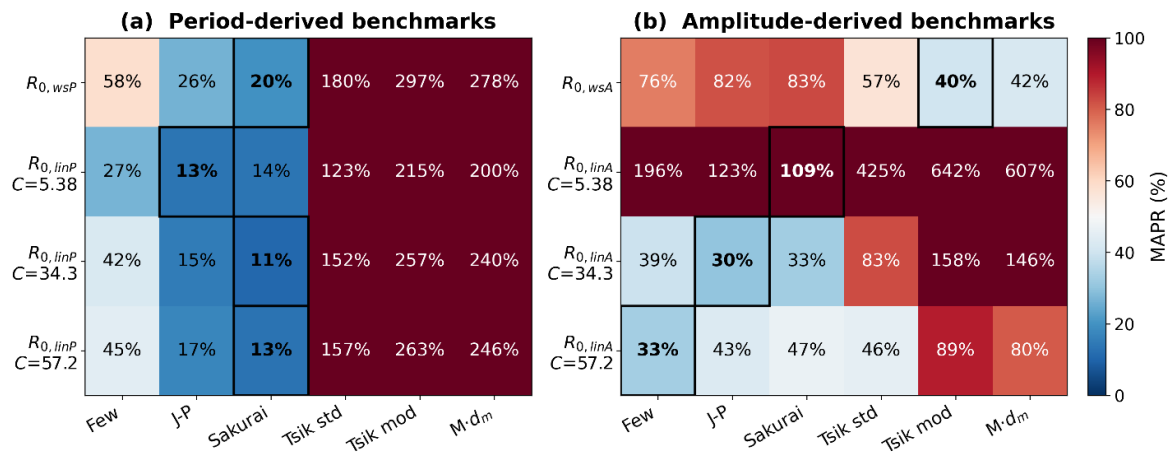 (a) Period-derived benchmarks
(b) Amplitude-derived benchmarks
R0,wsP
58% 26% 20% 180% 297% 278%
R0,linP
C=5.38
27% 13% 14% 123% 215% 200%
R0,linP
C=34.3
42% 15% 11% 152% 257% 240%
R0,linP
C=57.2
45% 17% 13% 157% 263% 246%
Few J-P Sakurai Tsik std Tsik mod M·dm
R0,wsA
76% 82% 83% 57% 40% 42%
R0,linA
C=5.38
196% 123% 109% 425% 642% 607%
R0,linA
C=34.3
39% 30% 33% 83% 158% 146%
R0,linA
C=57.2
33% 43% 47% 46% 89% 80%
Few J-P Sakurai Tsik std Tsik mod M·dm
100
80
60
40
20
0
MAPR (%)